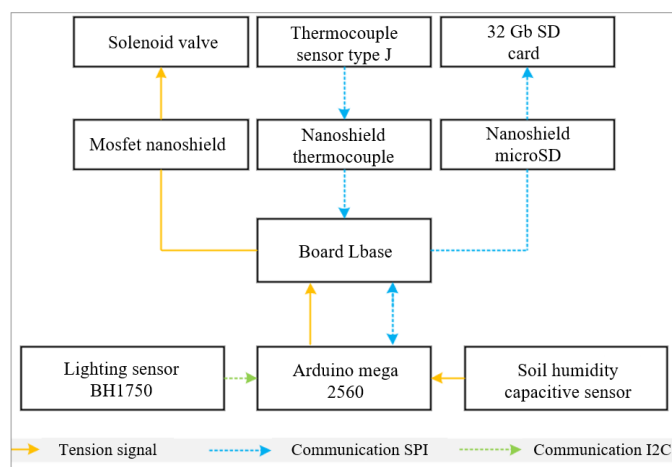 Solenoid valve
Thermocouple
sensor type J
32 Gb SD
card
Mosfet nanoshield
Nanoshield
thermocouple
Nanoshield
microSD
Board Lbase
Lighting sensor
BH1750
Arduino mega
2560
Soil humidity
capacitive sensor
Tension signal
Communication SPI
Communication I2C